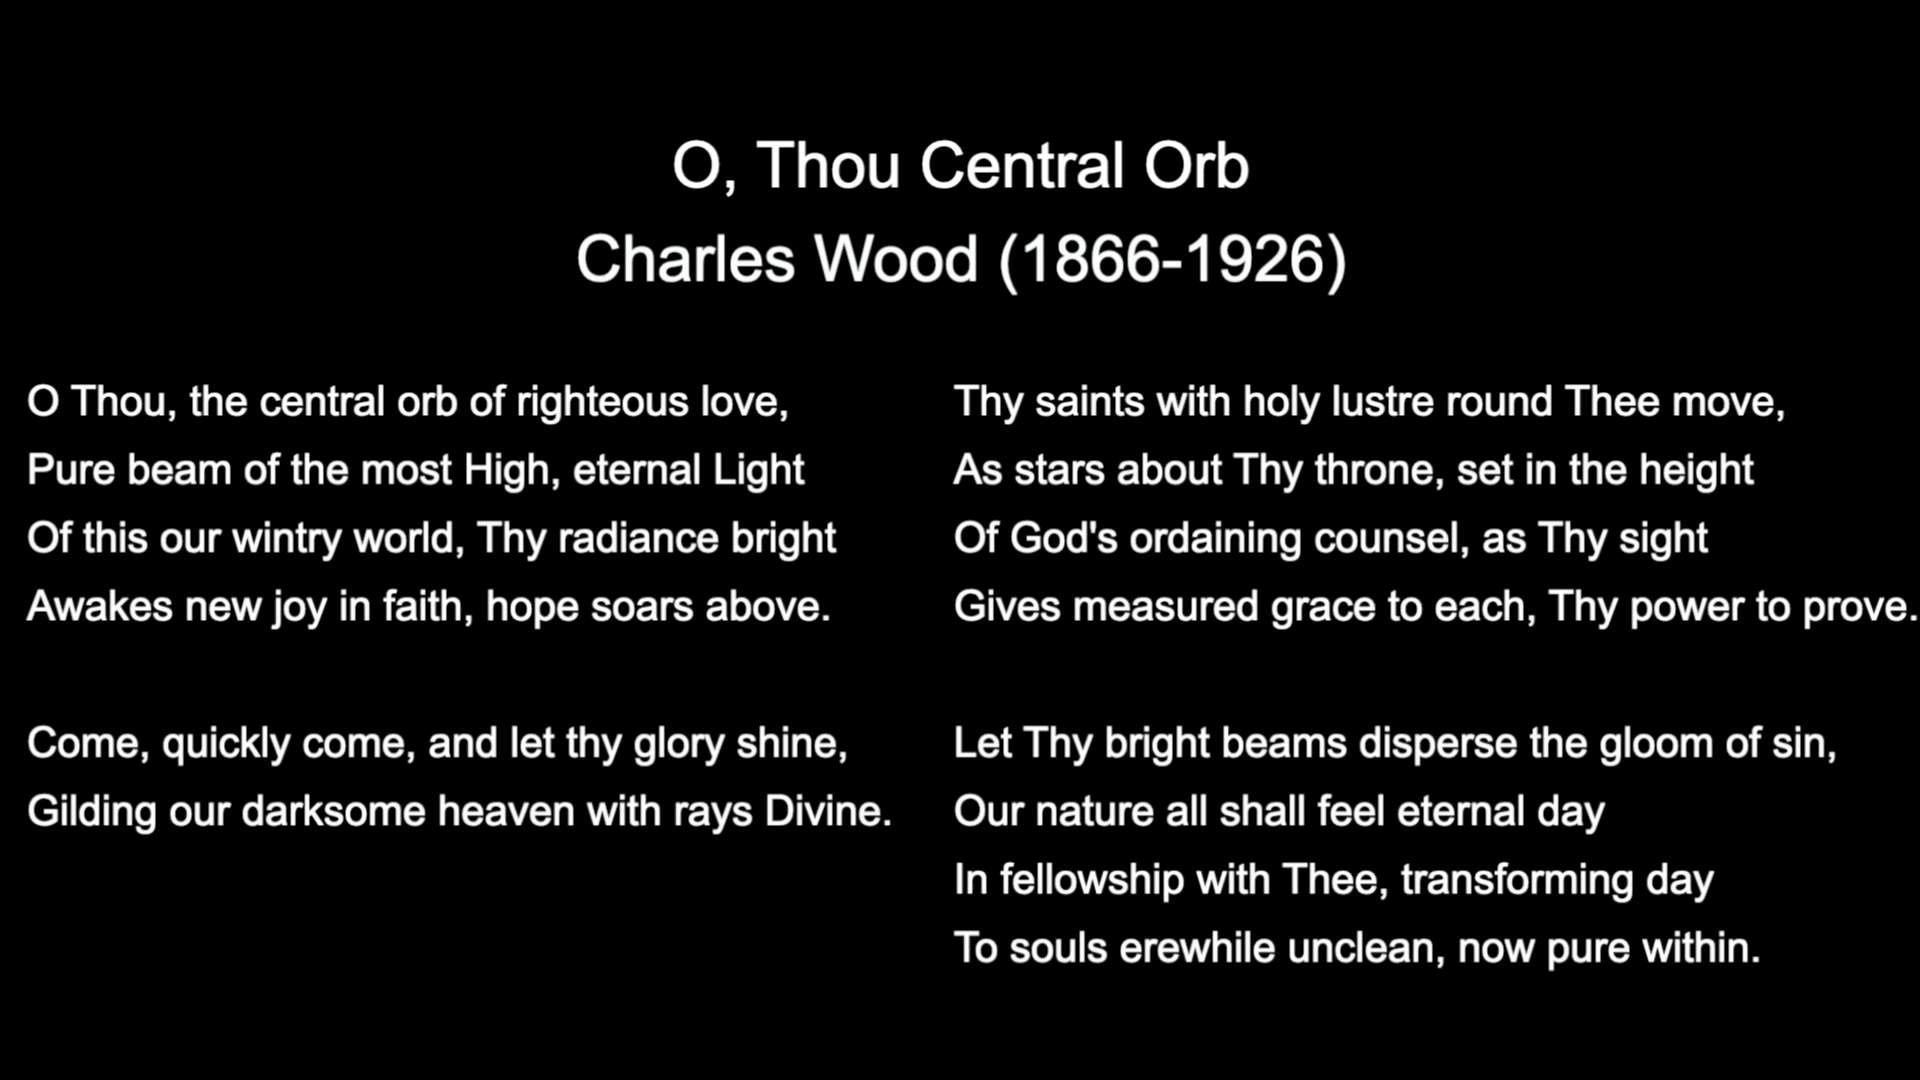 O, Thou Central Orb
Charles Wood (1866-1926)
O Thou, the central orb of righteous love,
Pure beam of the most High, eternal Light
Of this our wintry world, Thy radiance bright
Awakes new joy in faith, hope soars above.
Come, quickly come, and let thy glory shine,
Gilding our darksome heaven with rays Divine.
Thy saints with holy lustre round Thee move,
As stars about Thy throne, set in the height
Of God's ordaining counsel, as Thy sight
Gives measured grace to each, Thy power to prove.
Let Thy bright beams disperse the gloom of sin,
Our nature all shall feel eternal day
In fellowship with Thee, transforming day
To souls erewhile unclean, now pure within.